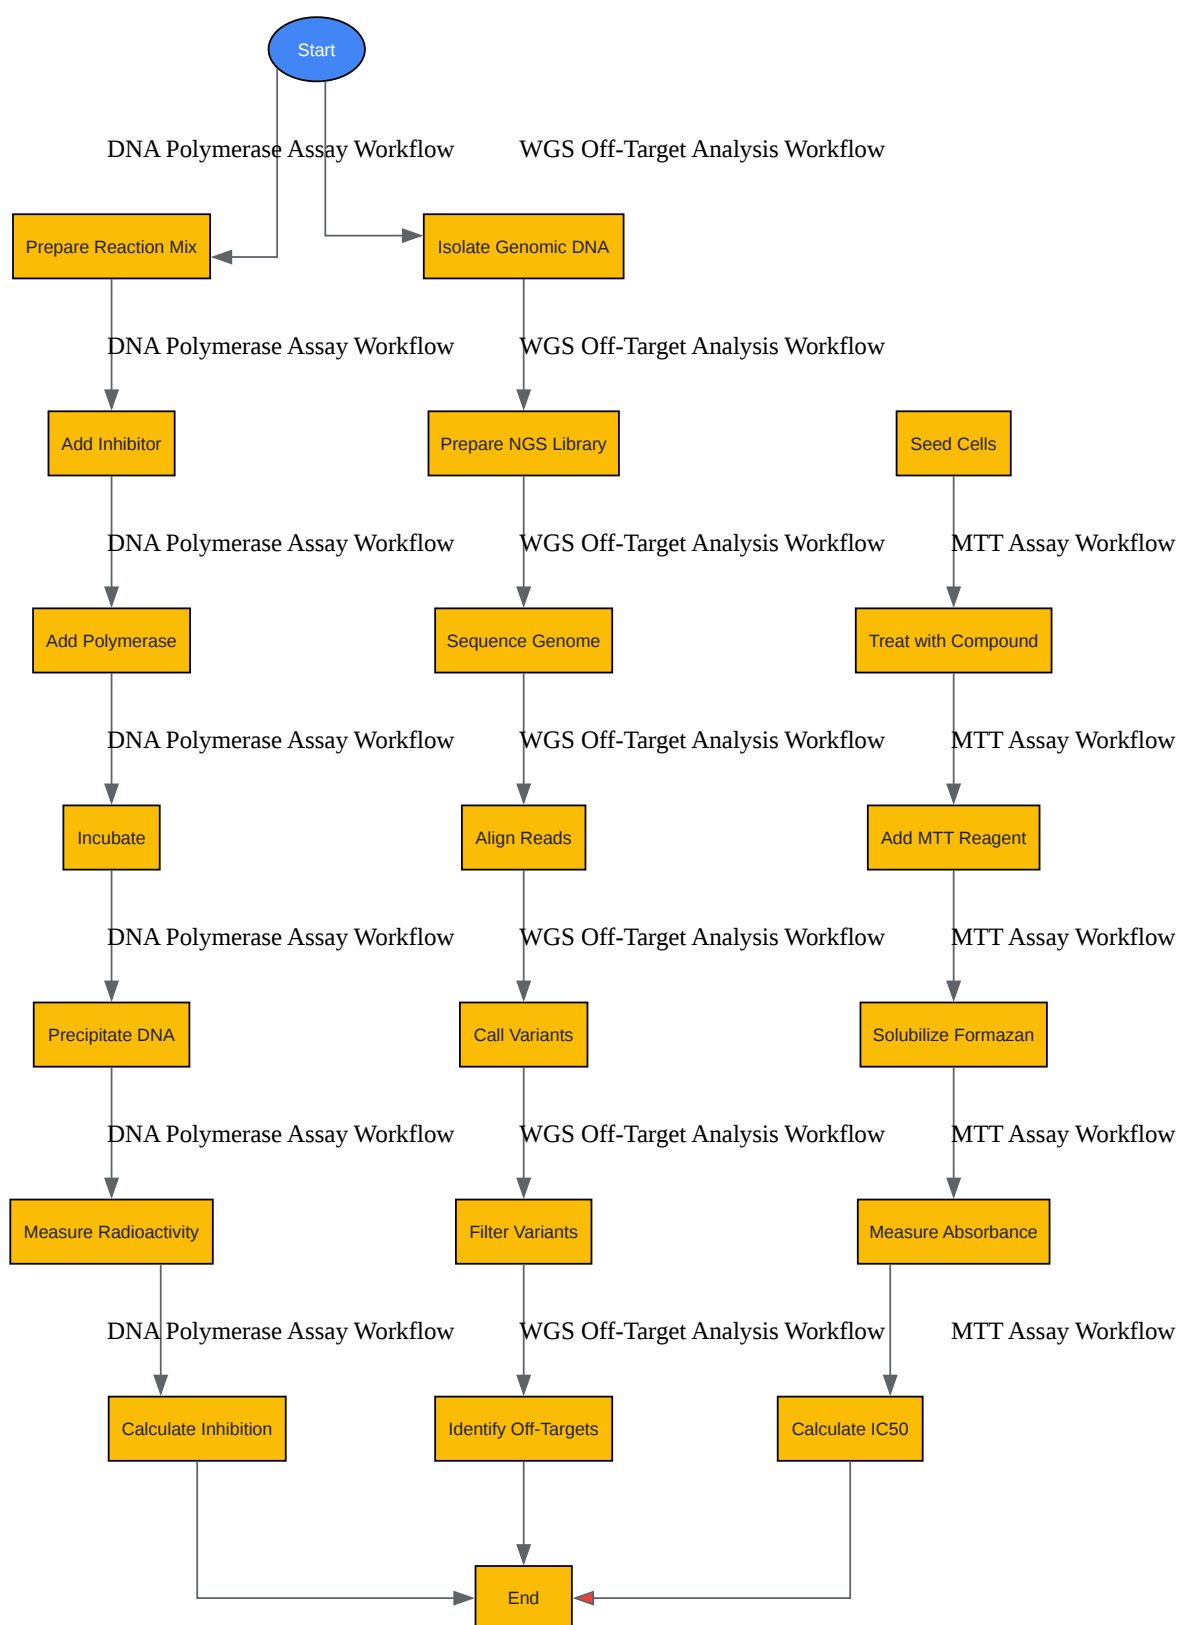 Start
DNA Polymerase Assay Workflow
WGS Off-Target Analysis Workflow
Prepare Reaction Mix
Isolate Genomic DNA
DNA Polymerase Assay Workflow
WGS Off-Target Analysis Workflow
Add Inhibitor
Prepare NGS Library
Seed Cells
DNA Polymerase Assay Workflow
WGS Off-Target Analysis Workflow
MTT Assay Workflow
Add Polymerase
Sequence Genome
Treat with Compound
DNA Polymerase Assay Workflow
WGS Off-Target Analysis Workflow
MTT Assay Workflow
Incubate
Align Reads
Add MTT Reagent
DNA Polymerase Assay Workflow
WGS Off-Target Analysis Workflow
MTT Assay Workflow
Precipitate DNA
Call Variants
Solubilize Formazan
DNA Polymerase Assay Workflow
WGS Off-Target Analysis Workflow
MTT Assay Workflow
Measure Radioactivity
Filter Variants
Measure Absorbance
DNA Polymerase Assay Workflow
WGS Off-Target Analysis Workflow
MTT Assay Workflow
Calculate Inhibition
Identify Off-Targets
Calculate IC50
End